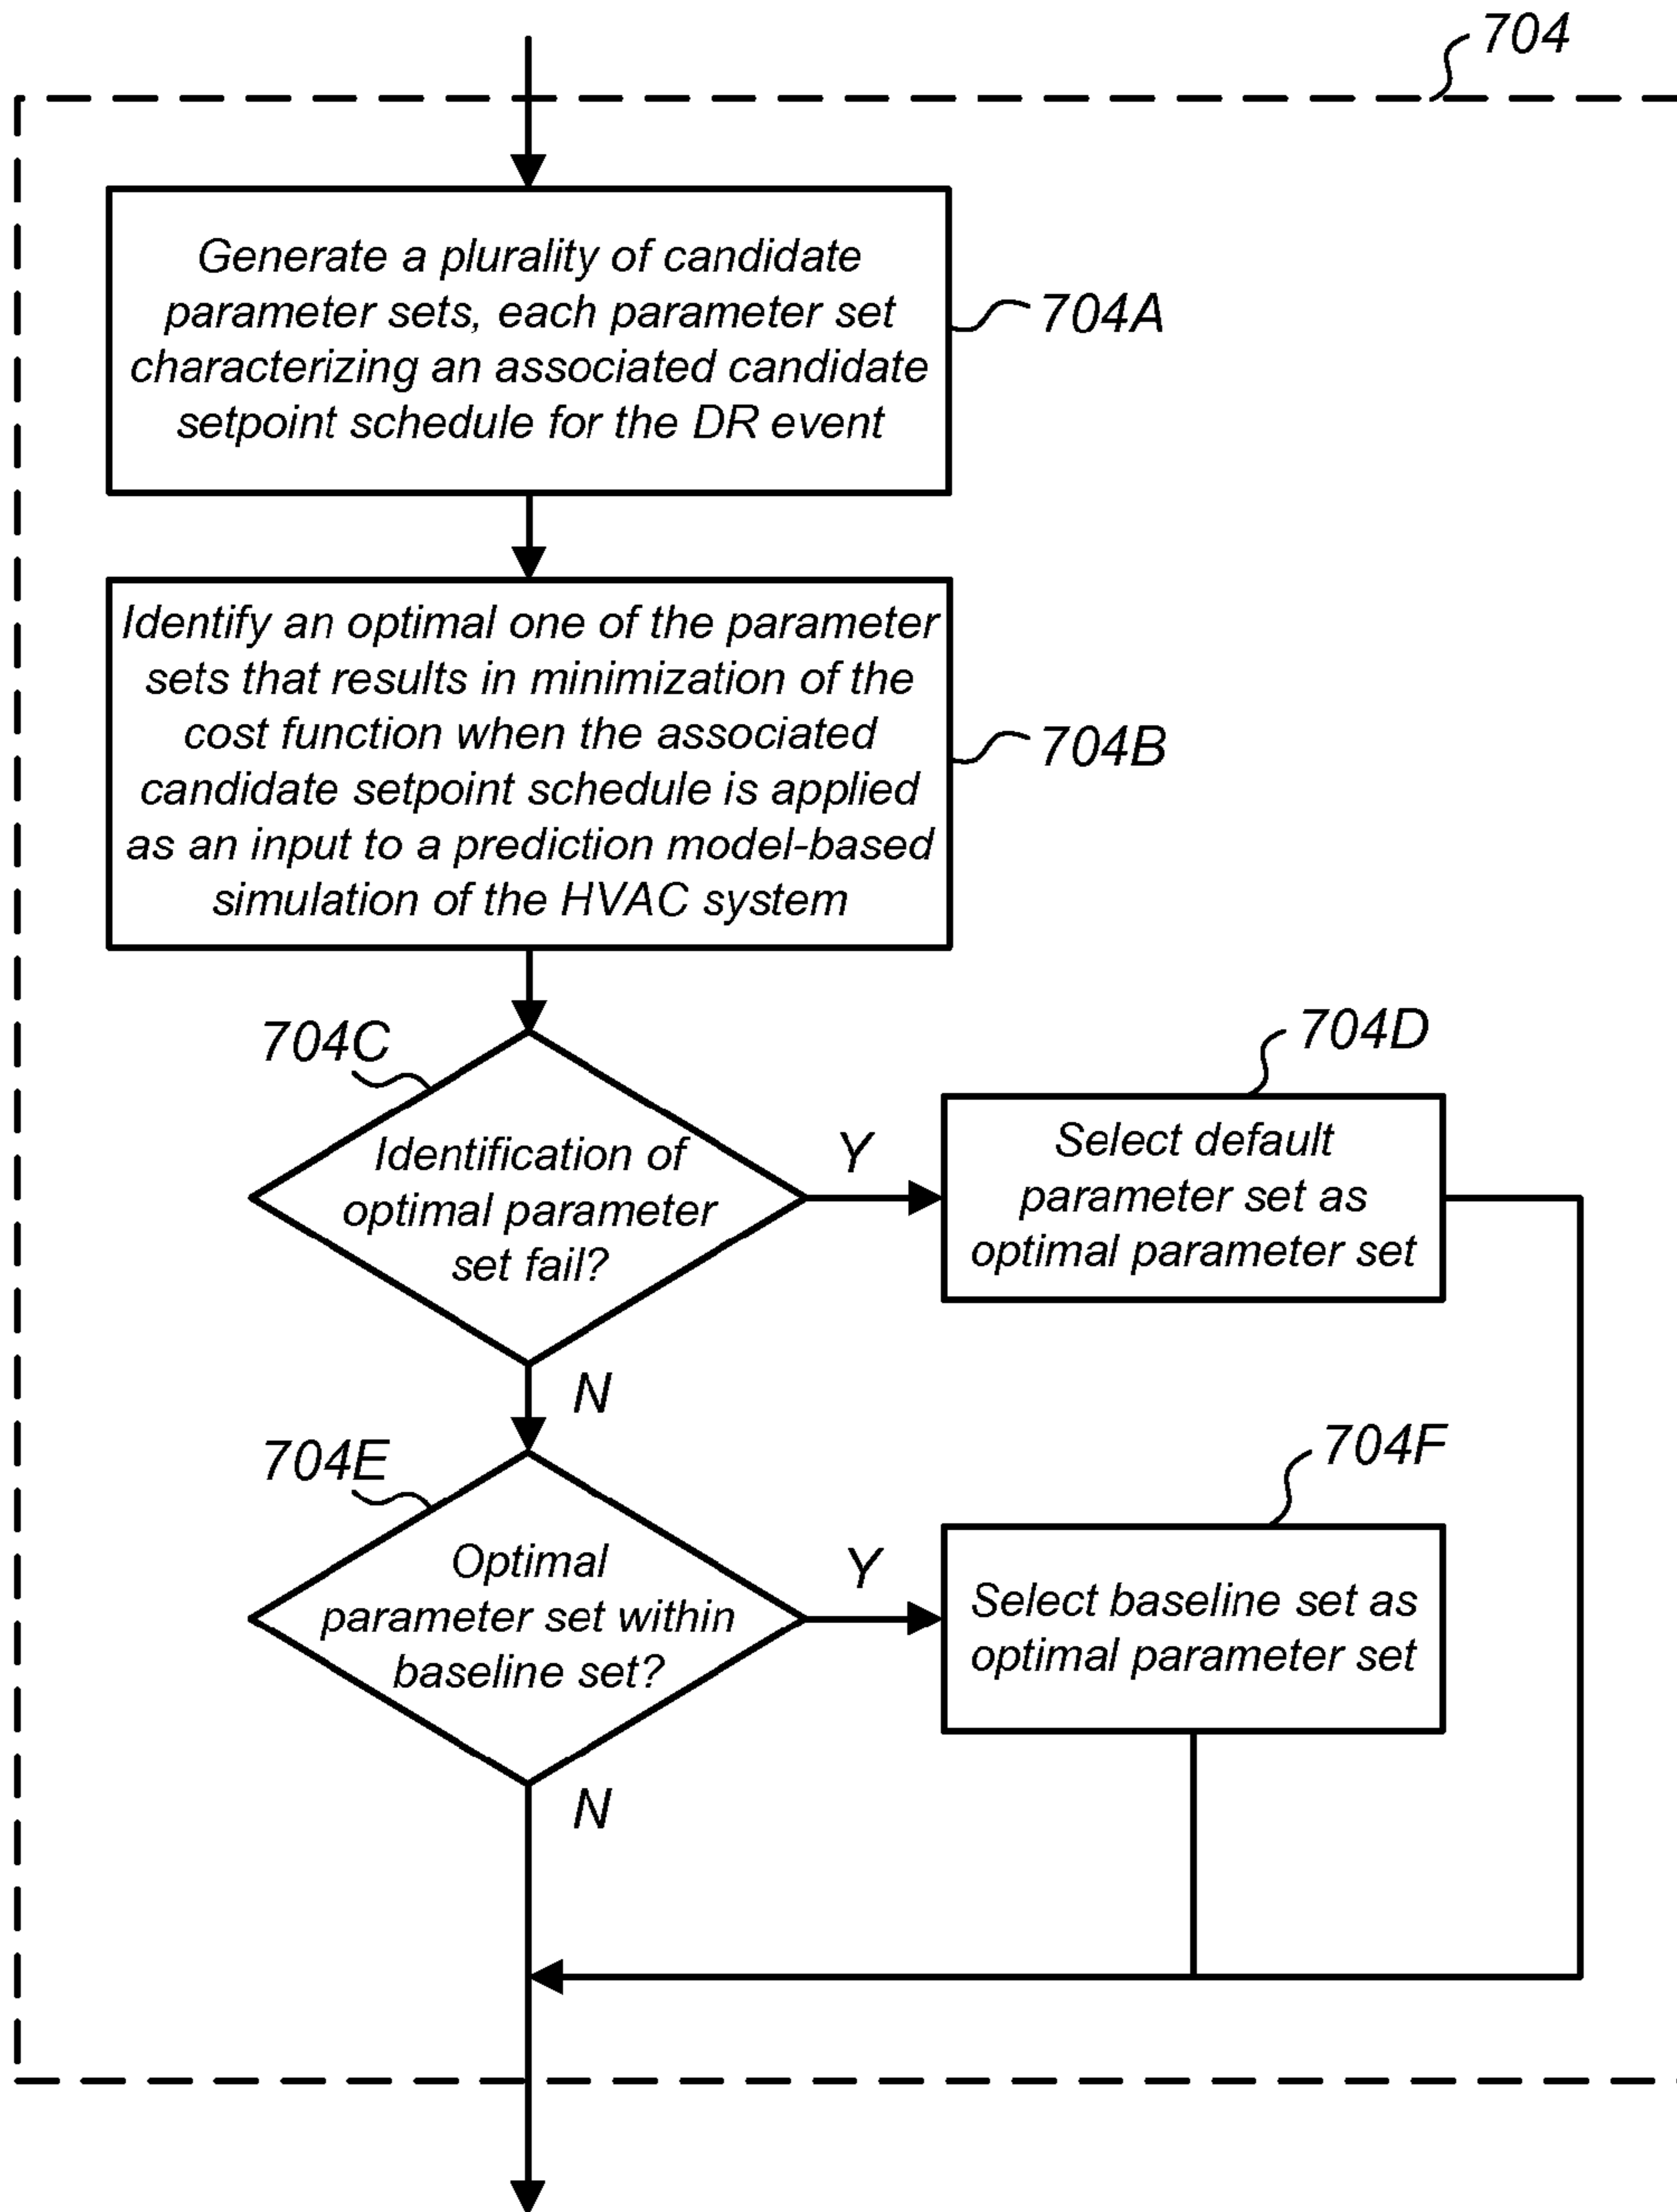 704
Generate a plurality of candidate
parameter sets, each parameter set
characterizing an associated candidate
setpoint schedule for the DR event
704A
Identify an optimal one of the parameter
sets that results in minimization of the
cost function when the associated
candidate setpoint schedule is applied
as an input to a prediction model-based
simulation of the HVAC system
704B
704C
Identification of
optimal parameter
set fail?
Y
704D
Select default
parameter set as
optimal parameter set
N
704E
Optimal
parameter set within
baseline set?
Y
704F
Select baseline set as
optimal parameter set
N